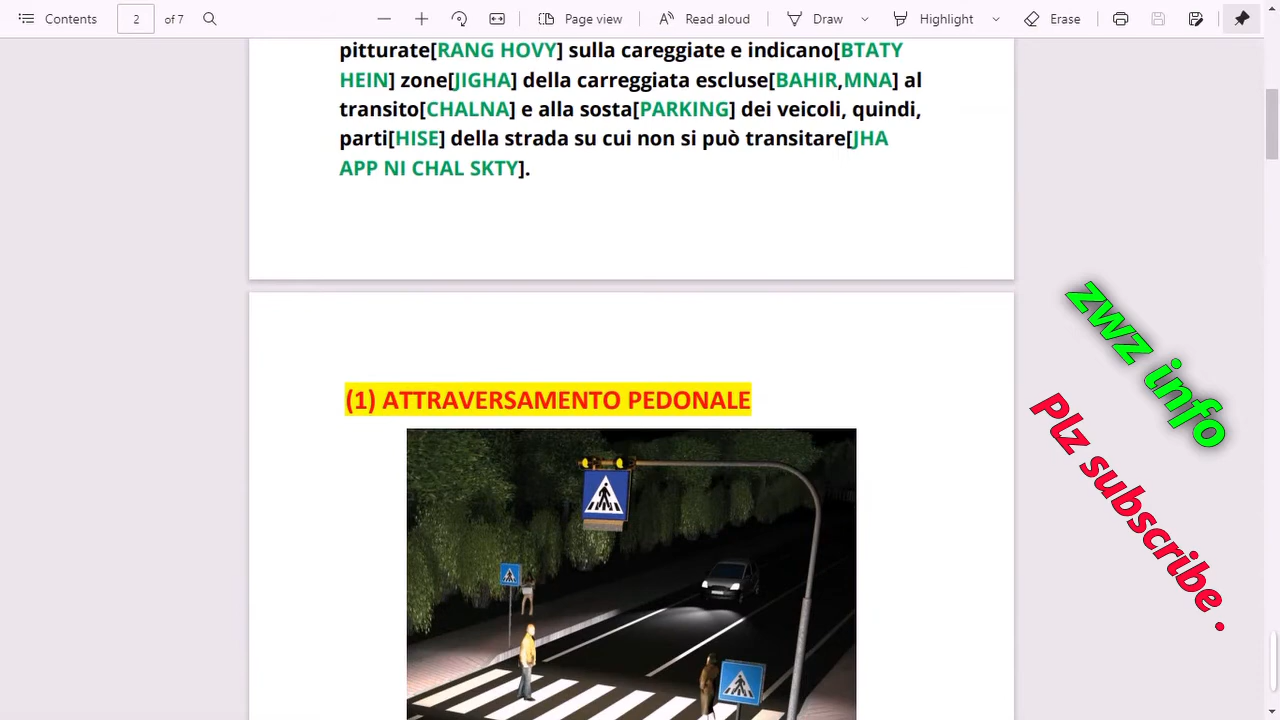 Contents
2
of 7
Page view
Read aloud
Draw
Highlight
Erase
pitturate[RANG HOVY] sulla careggiate e indicano[BTATY
HEIN] zone[JIGHA] della carreggiata escluse[BAHIR,MNA] al
transito[CHALNA] e alla sosta[PARKING] dei veicoli, quindi,
parti[HISE] della strada su cui non si può transitare[JHA
APP NI CHAL SKTY].
(1) ATTRAVERSAMENTO PEDONALE
zwz info
Plz subscribe .